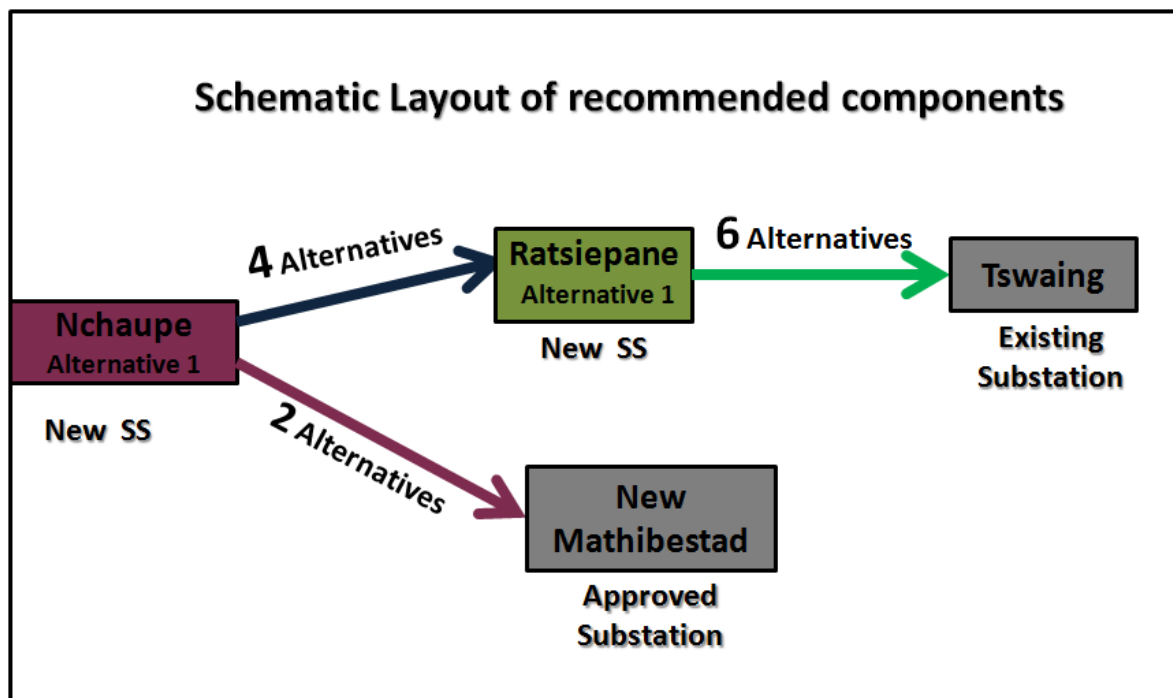 Schematic Layout of recommended components
4 Alternatives
Ratsiepane
Alternative 1
New SS
6 Alternatives
Tswaing
Existing
Substation
Nchaupe
Alternative 1
New SS
2 Alternatives
New
Mathibestad
Approved
Substation